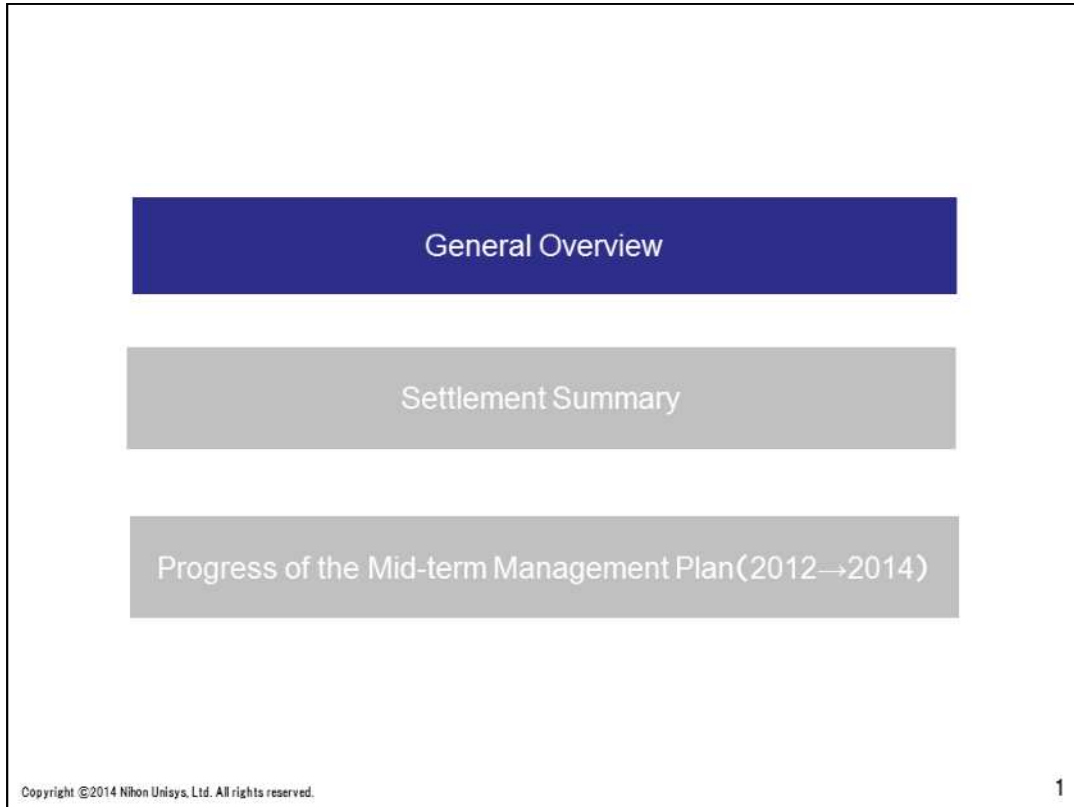 General Overview
Settlement Summary
Progress of the Mid-term Management Plan(2012→2014)
Copyright ©2014 Nihon Unisys, Ltd. All rights reserved.
1